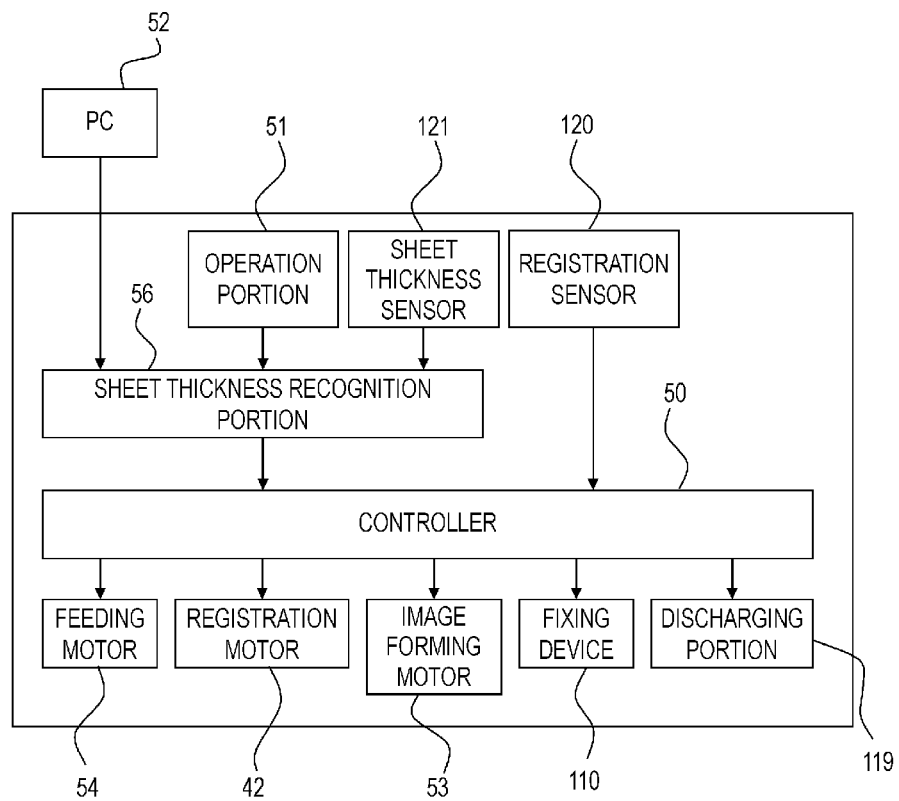 52
PC
51
121
120
OPERATION
PORTION
SHEET
THICKNESS
SENSOR
REGISTRATION
SENSOR
56
SHEET THICKNESS RECOGNITION
PORTION
50
CONTROLLER
FEEDING
MOTOR
REGISTRATION
MOTOR
IMAGE
FORMING
MOTOR
FIXING
DEVICE
DISCHARGING
PORTION
54
42
53
110
119